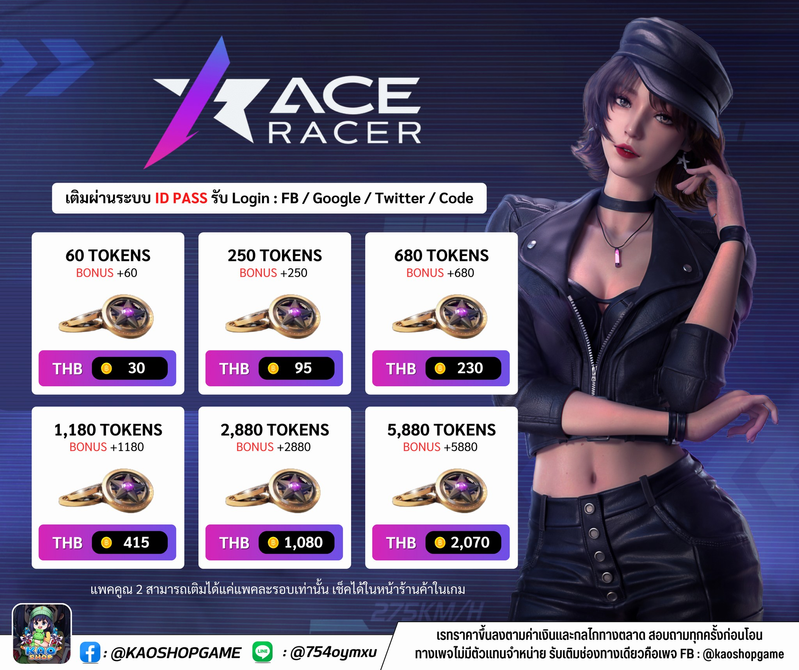 ACE
RACER
เติมผ่านระบบ ID PASS รับ Login : FB / Google / Twitter / Code
60 TOKENS
BONUS +60
THB 30
250 TOKENS
BONUS +250
THB 95
680 TOKENS
BONUS +680
THB 230
1,180 TOKENS
BONUS +1180
THB 415
2,880 TOKENS
BONUS +2880
THB 1,080
5,880 TOKENS
BONUS +5880
THB 2,070
แพคคูณ 2 สามารถเติมได้แค่แพคละรอบเท่านั้น เช็คได้ในหน้าร้านค้าในเกม
275KM/H
KAO
SHOP
: @KAOSHOPGAME
LINE
: @754oymxu
เรทราคาขึ้นลงตามค่าเงินและกลไกทางตลาด สอบถามทุกครั้งก่อนโอน
ทางเพจไม่มีตัวแทนจำหน่าย รับเติมช่องทางเดียวคือเพจ FB : @kaoshopgame